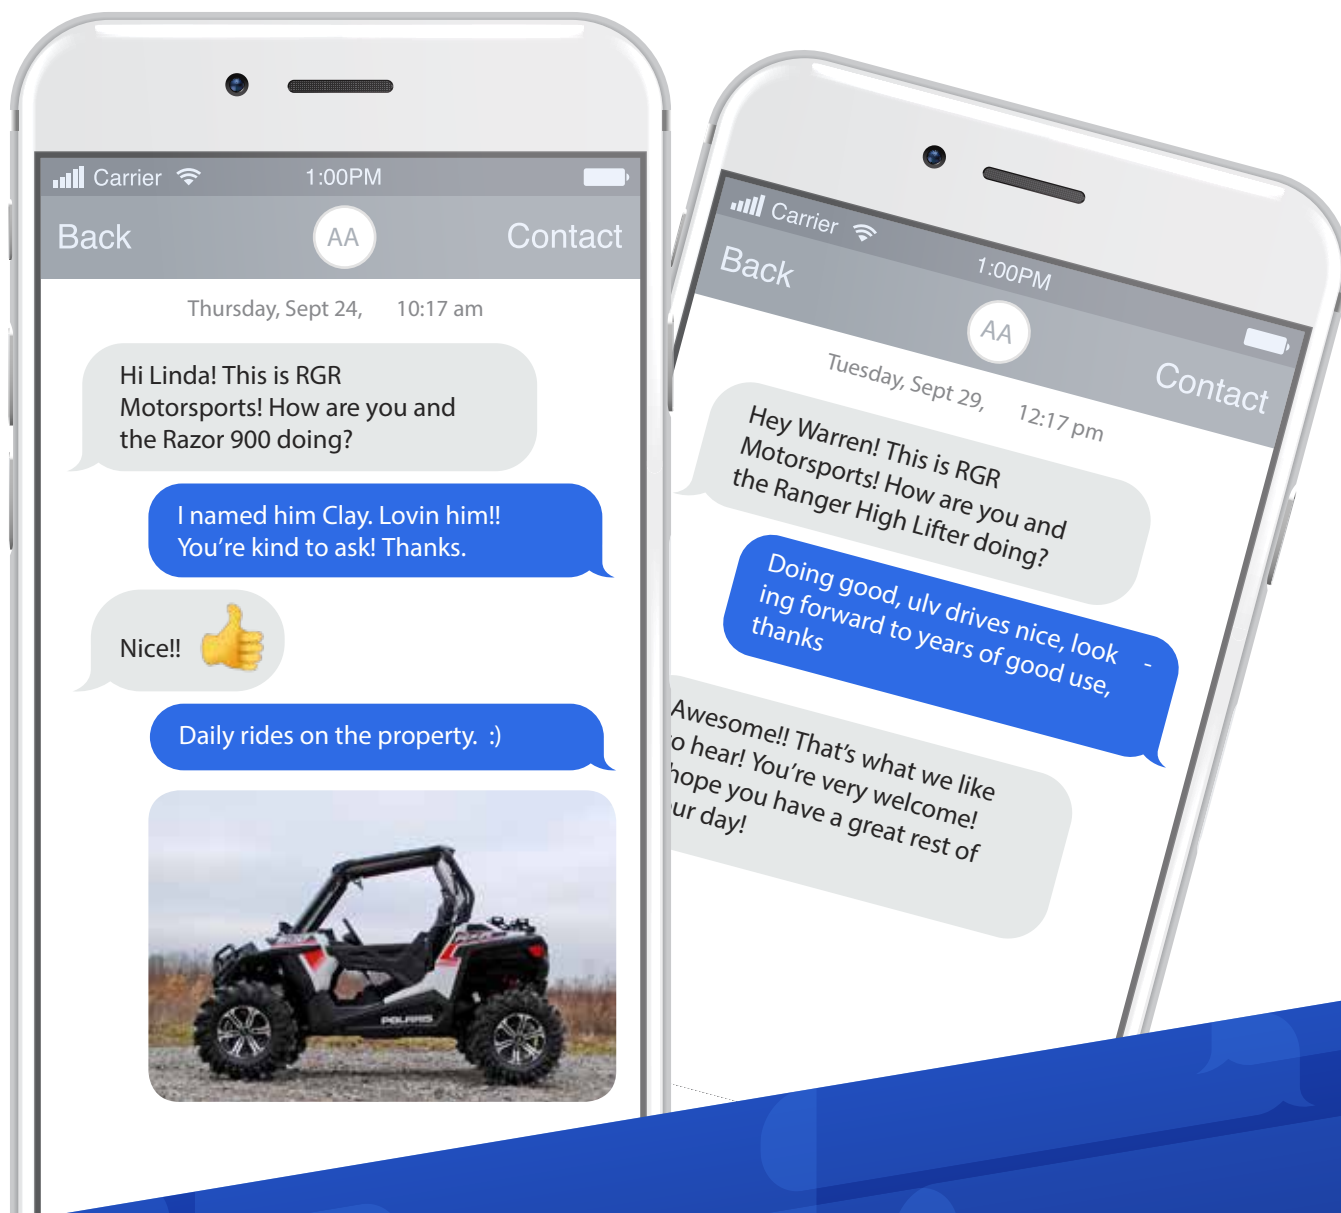 Carrier 1:00PM
Back AA Contact
Thursday, Sept 24, 10:17 am
Hi Linda! This is RGR
Motorsports! How are you and
the Razor 900 doing?
I named him Clay. Lovin him!!
You're kind to ask! Thanks.
Nice!!
Daily rides on the property. :)
POLARIS
Carrier 1:00PM
Back AA Contact
Tuesday, Sept 29, 12:17 pm
Hey Warren! This is RGR
Motorsports! How are you and
the Ranger High Lifter doing?
Doing good, ulv drives nice, look -
ing forward to years of good use,
thanks
Awesome!! That's what we like
o hear! You're very welcome!
hope you have a great rest of
ur day!